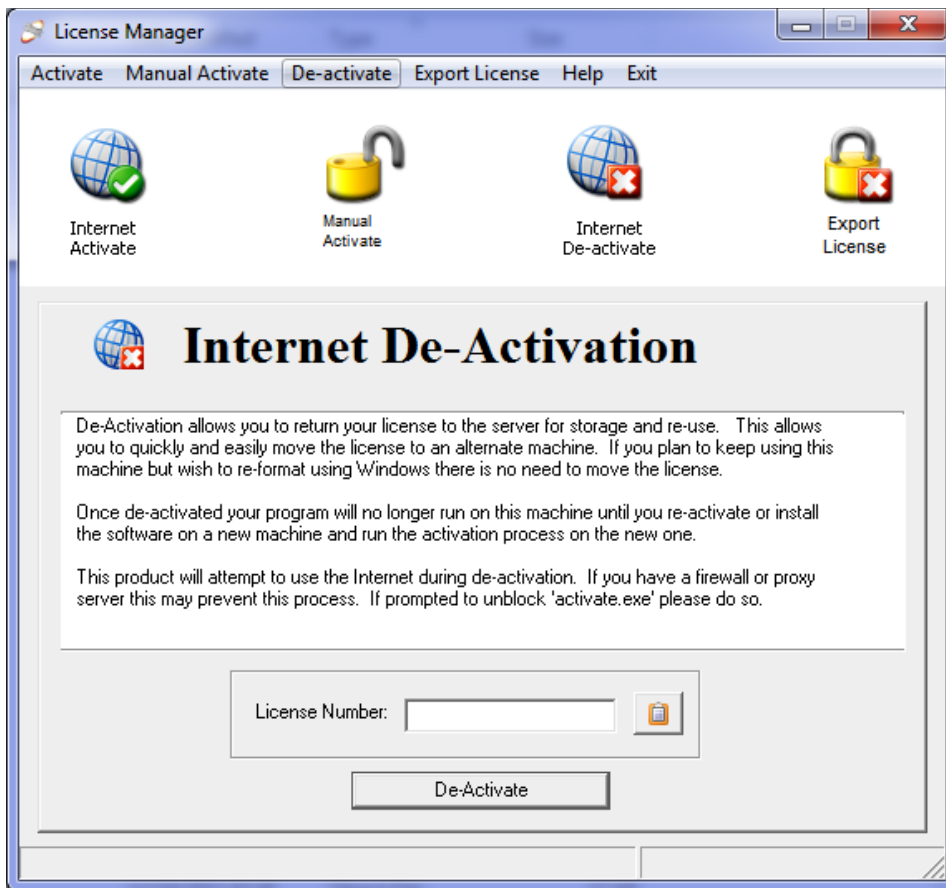 License Manager
Activate Manual Activate De-activate Export License Help Exit
Internet Activate
Manual Activate
Internet De-activate
Export License
Internet De-Activation
De-Activation allows you to return your license to the server for storage and re-use. This allows
you to quickly and easily move the license to an alternate machine. If you plan to keep using this
machine but wish to re-format using Windows there is no need to move the license.
Once de-activated your program will no longer run on this machine until you re-activate or install
the software on a new machine and run the activation process on the new one.
This product will attempt to use the Internet during de-activation. If you have a firewall or proxy
server this may prevent this process. If prompted to unblock 'activate.exe' please do so.
License Number:
De-Activate